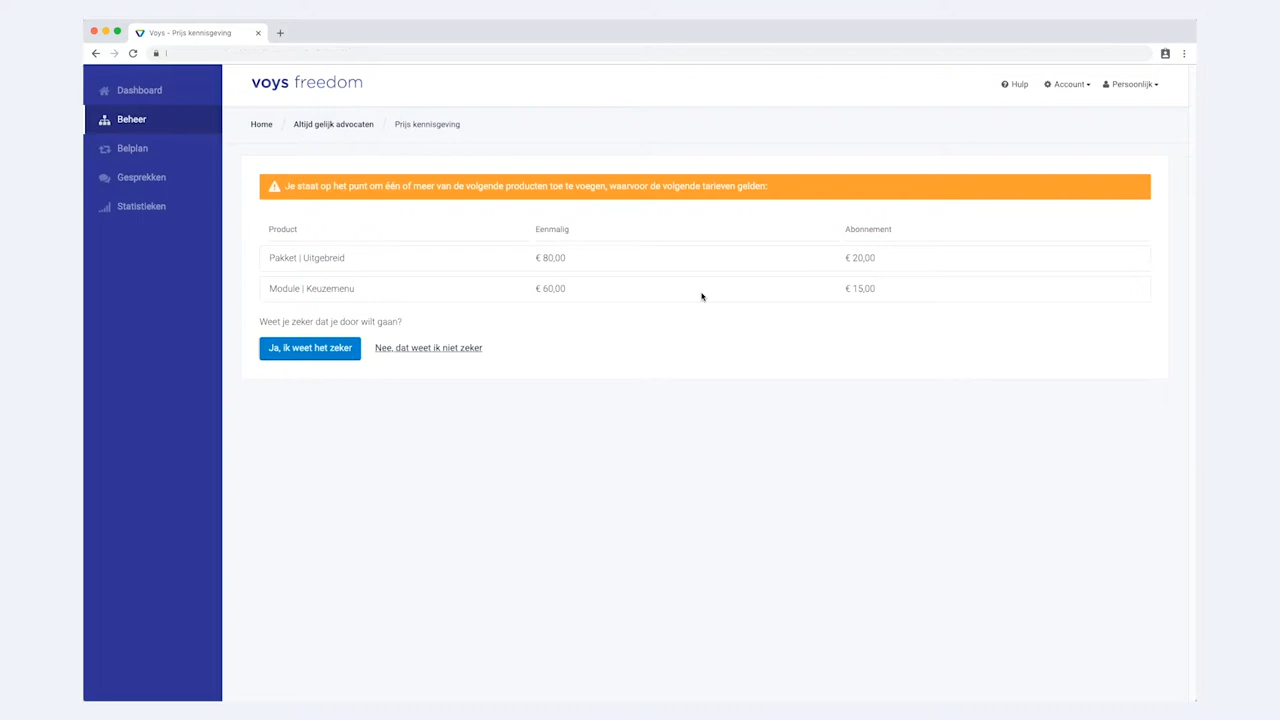 Voys - Prijs kennisgeving
Dashboard
Beheer
Belplan
Gesprekken
Statistieken
voys freedom
Hulp
Account
Persoonlijk
Home / Altijd gelijk advocaten / Prijs kennisgeving
Je staat op het punt om één of meer van de volgende producten toe te voegen, waarvoor de volgende tarieven gelden:
Product Eenmalig Abonnement
Pakket | Uitgebreid € 80,00 € 20,00
Module | Keuzemenu € 60,00 € 15,00
Weet je zeker dat je door wilt gaan?
Ja, ik weet het zeker
Nee, dat weet ik niet zeker